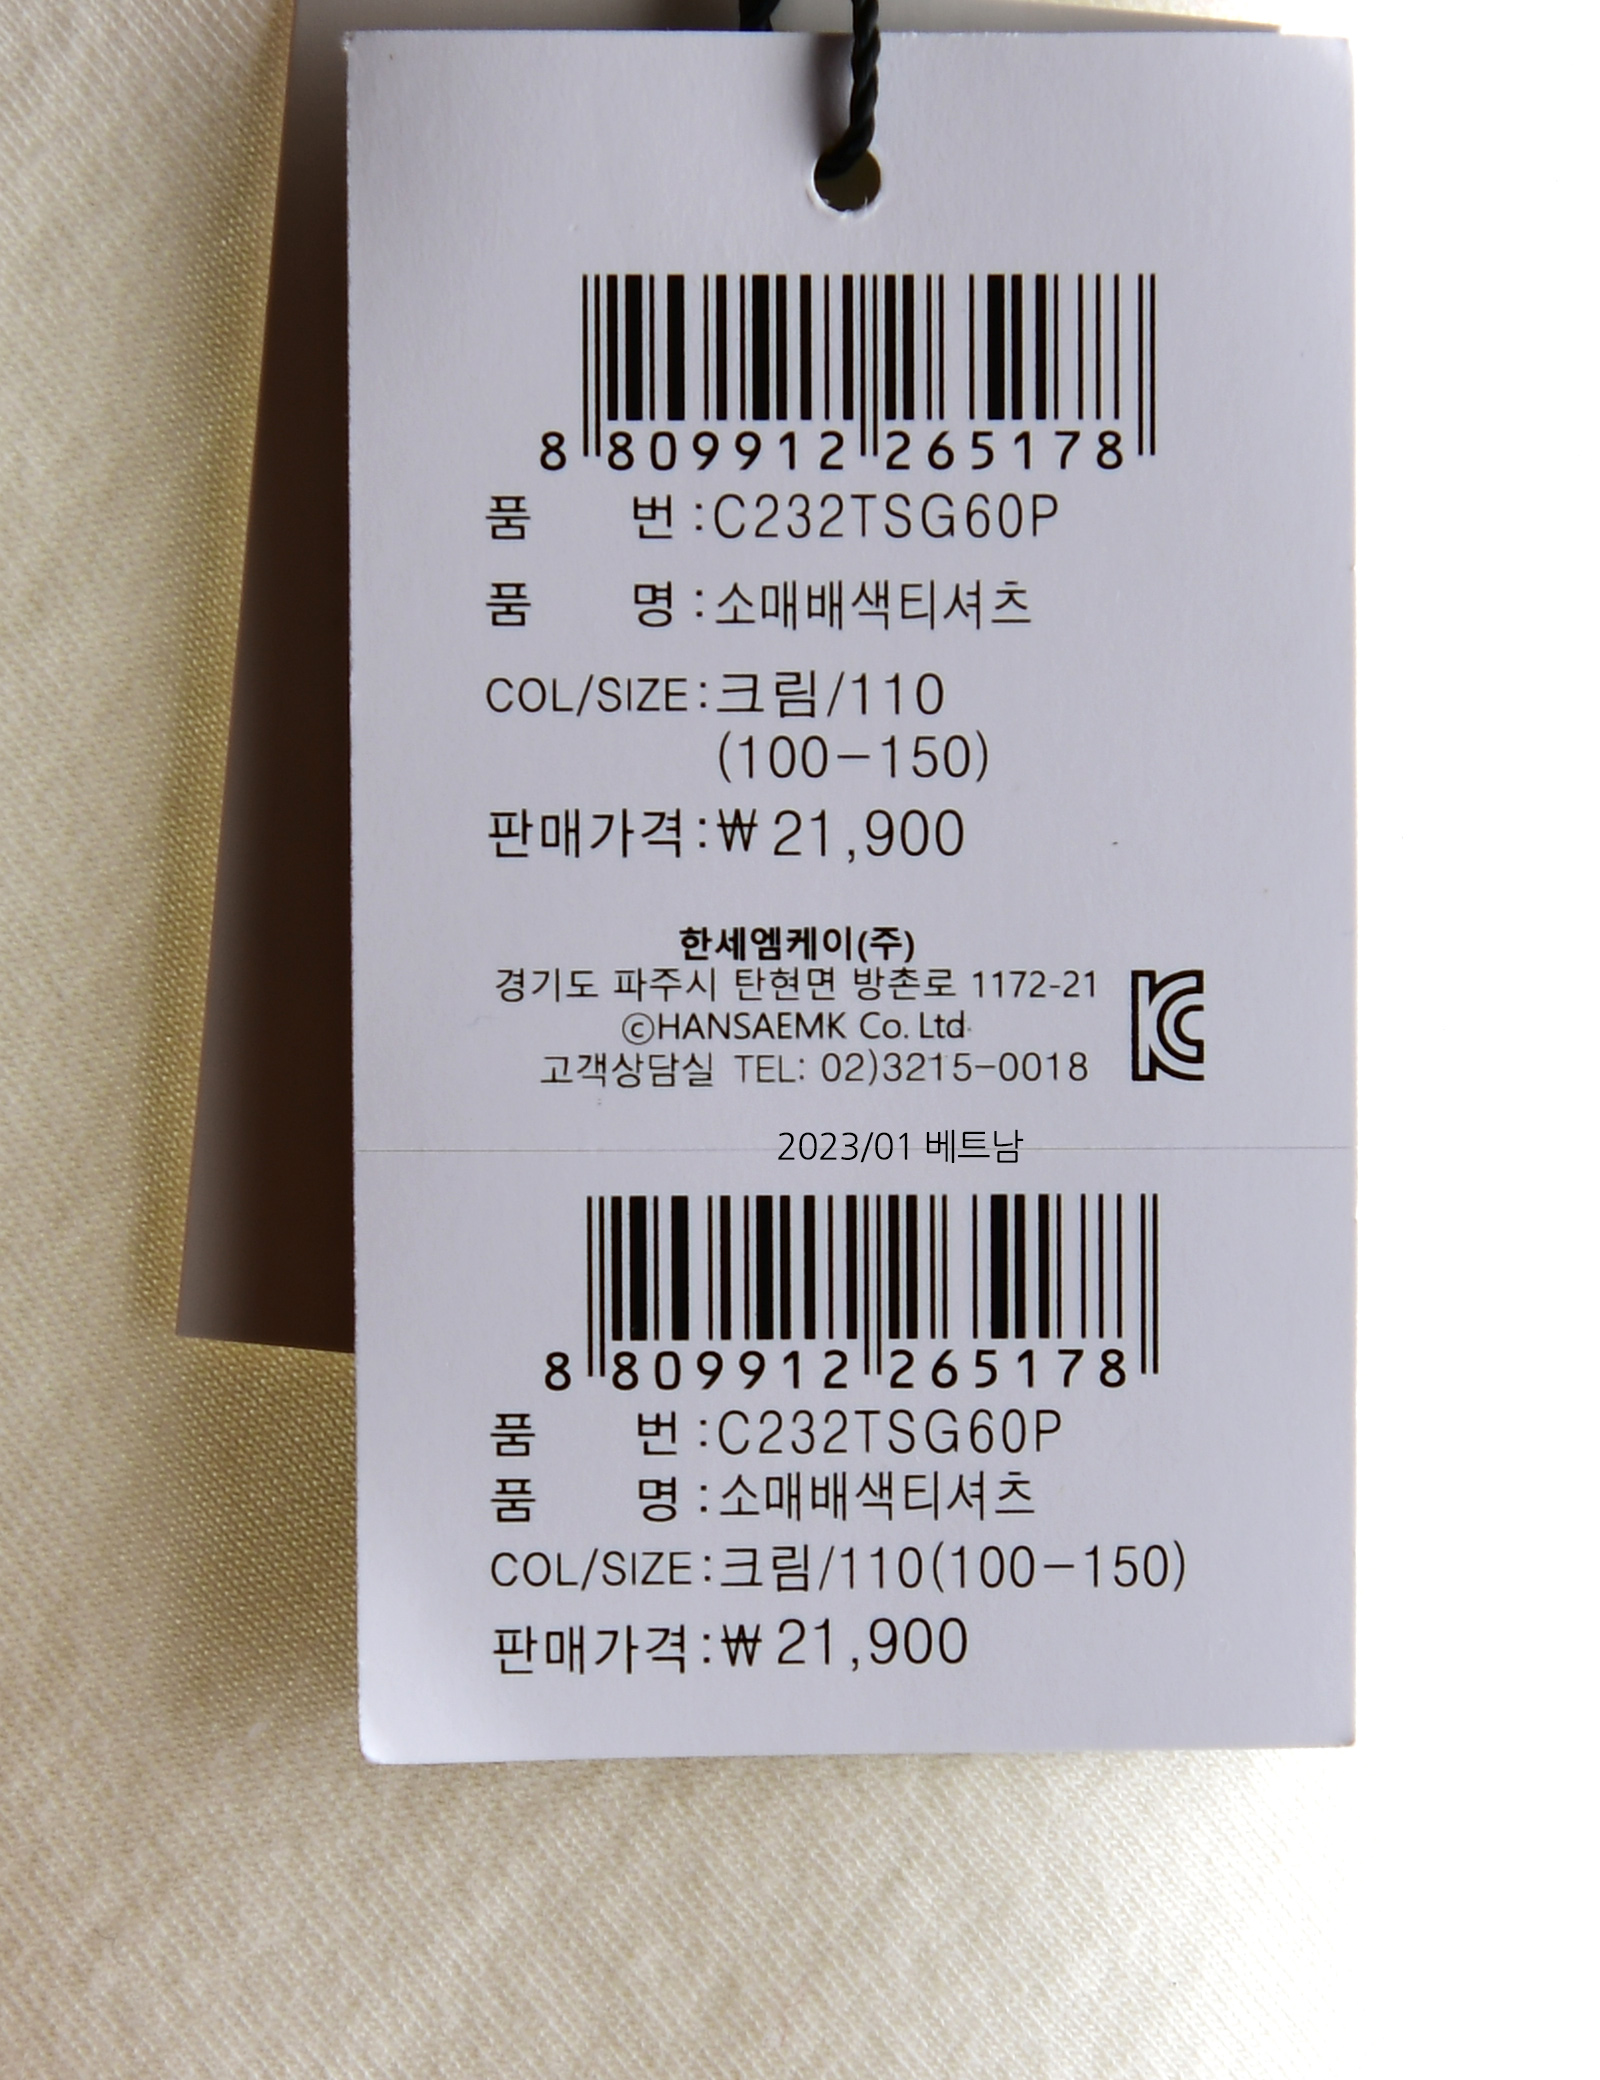 8 809912 265178
품 번 : C232TSG60P
품 명 : 소매배색티셔츠
COL/SIZE : 크림/110
(100-150)
판매가격 : ₩ 21,900
한세엠케이(주)
경기도 파주시 탄현면 방촌로 1172-21
ⓒHANSAEMK Co. Ltd.
고객상담실 TEL: 02)3215-0018
2023/01 베트남
8 809912 265178
품 번 : C232TSG60P
품 명 : 소매배색티셔츠
COL/SIZE : 크림/110(100-150)
판매가격 : ₩ 21,900